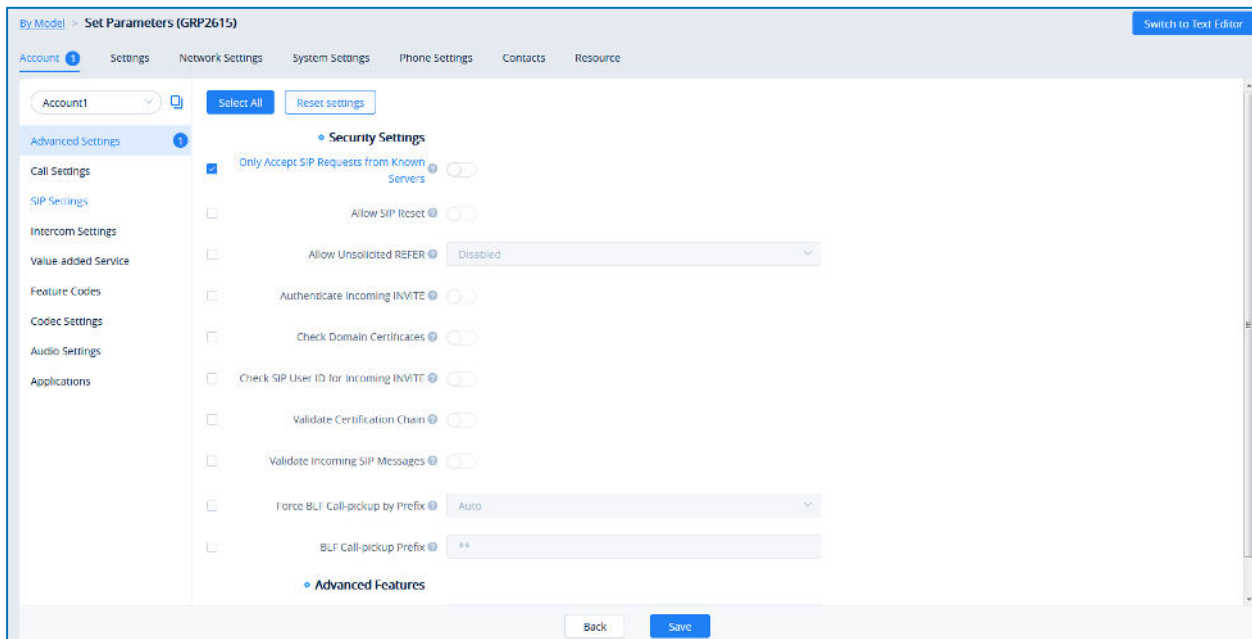 By Model > Set Parameters (GRP2615)
Switch to Text Editor
Account 1 Settings Network Settings System Settings Phone Settings Contacts Resource
Account1
Select All Reset settings
Security Settings
Advanced Settings 1
Only Accept SIP Requests from Known
Servers
Call Settings
SIP Settings
Allow SIP Reset
Intercom Settings
Allow Unsolicited REFER Disabled
Value-added Service
Feature Codes
Authenticate Incoming INVITE
Codec Settings
Check Domain Certificates
Audio Settings
Applications
Check SIP User ID for Incoming INVITE
Validate Certification Chain
Validate Incoming SIP Messages
Force BLF Call-pickup by Prefix Auto
BLF Call-pickup Prefix **
Advanced Features
Back Save